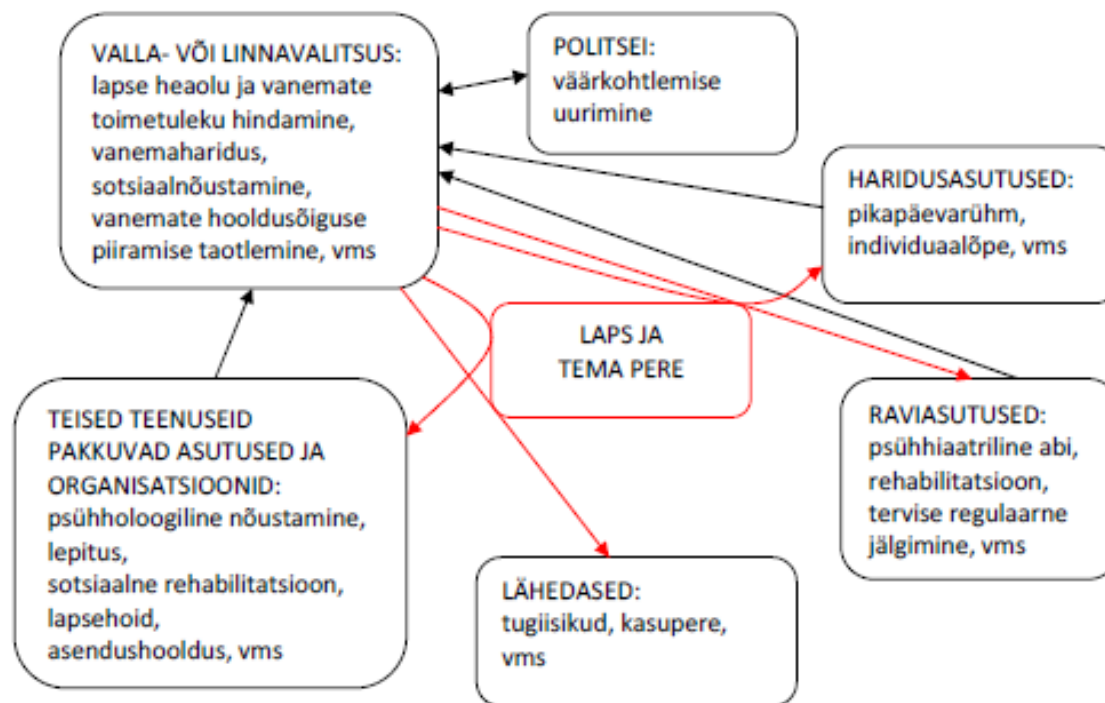 VALLA- VÕI LINNAVALITSUS:
lapse heaolu ja vanemate
toimetuleku hindamine,
vanemaharidus,
sotsiaalnõustamine,
vanemate hooldusõiguse
piiramise taotlemine, vms
POLITSEI:
väärkohtlemise
uurimine
HARIDUSASUTUSED:
pikapäevarühm,
individuaalõpe, vms
LAPS JA
TEMA PERE
TEISED TEENUSEID
PAKKUVAD ASUTUSED JA
ORGANISATSIOONID:
psühholoogiline nõustamine,
lepitus,
sotsiaalne rehabilitatsioon,
lapsehoid,
asendushooldus, vms
RAVIASUTUSED:
psühhiaatriline abi,
rehabilitatsioon,
tervise regulaarne
jälgimine, vms
LÄHEDASED:
tugiisikud, kasupere,
vms